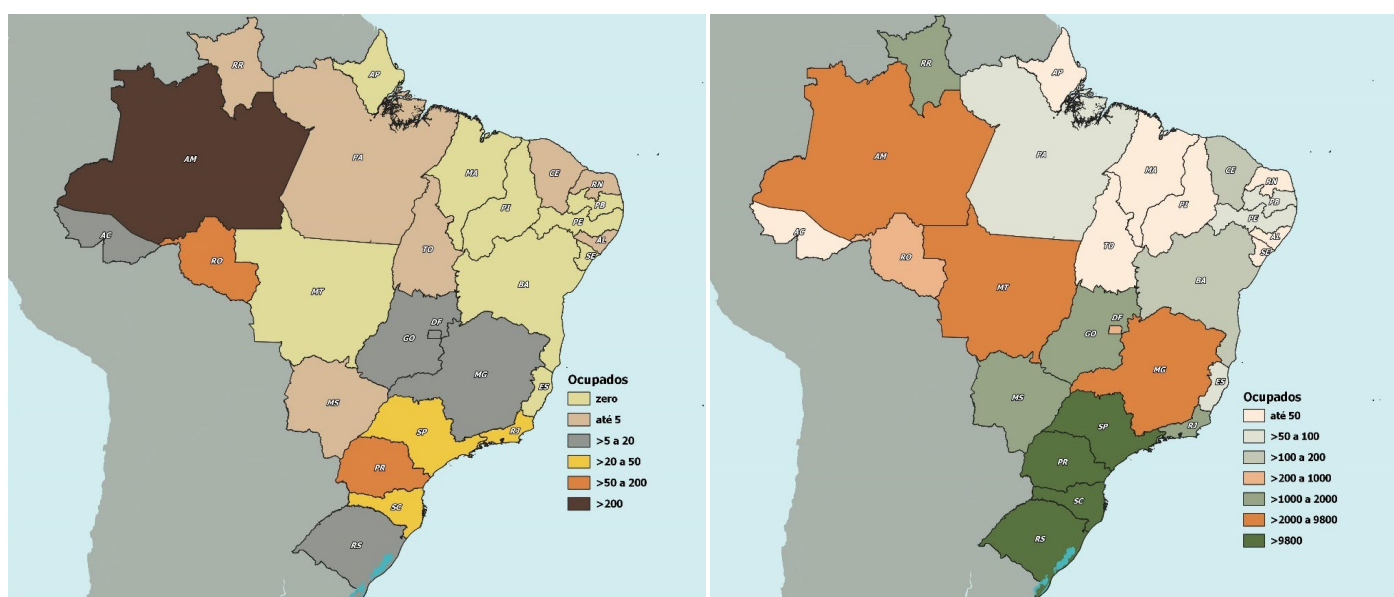 RR
AP
AM
PA
MA
CE
RN
PI
PB
PE
AC
AL
TO
SE
RO
BA
MT
DF
GO
MG
ES
MS
SP
RJ
PR
SC
RS
Ocupados
zero
até 5
>5 a 20
>20 a 50
>50 a 200
>200
RR
AP
AM
PA
MA
CE
RN
PI
PB
PE
AC
AL
TO
SE
RO
BA
MT
DF
GO
MG
ES
MS
SP
RJ
PR
SC
RS
Ocupados
até 50
>50 a 100
>100 a 200
>200 a 1000
>1000 a 2000
>2000 a 9800
>9800